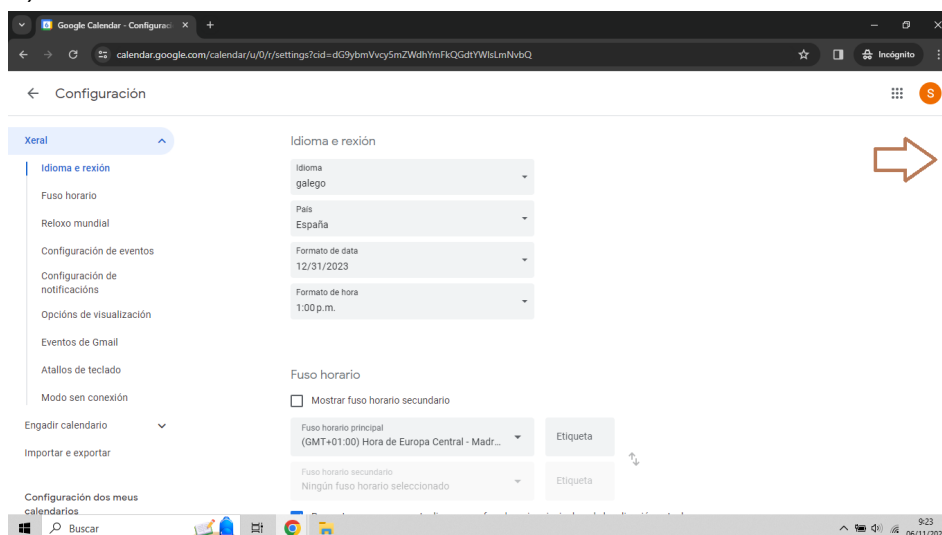 Google Calendar - Configuraci
calendar.google.com/calendar/u/0/r/settings?cid=dG9ybmVvcy5mZWdhYmFkQGdtYWlsLmNvbQ
Incógnito
Configuración
S
Xeral
Idioma e rexión
Fuso horario
Reloxo mundial
Configuración de eventos
Configuración de
notificacións
Opcións de visualización
Eventos de Gmail
Atallos de teclado
Modo sen conexión
Engadir calendario
Importar e exportar
Configuración dos meus
calendarios
Idioma e rexión
Idioma
galego
País
España
Formato de data
12/31/2023
Formato de hora
1:00 p.m.
Fuso horario
Mostrar fuso horario secundario
Fuso horario principal
(GMT+01:00) Hora de Europa Central - Madr...
Etiqueta
Fuso horario secundario
Ningún fuso horario seleccionado
Etiqueta
Buscar
9:23
06/11/202